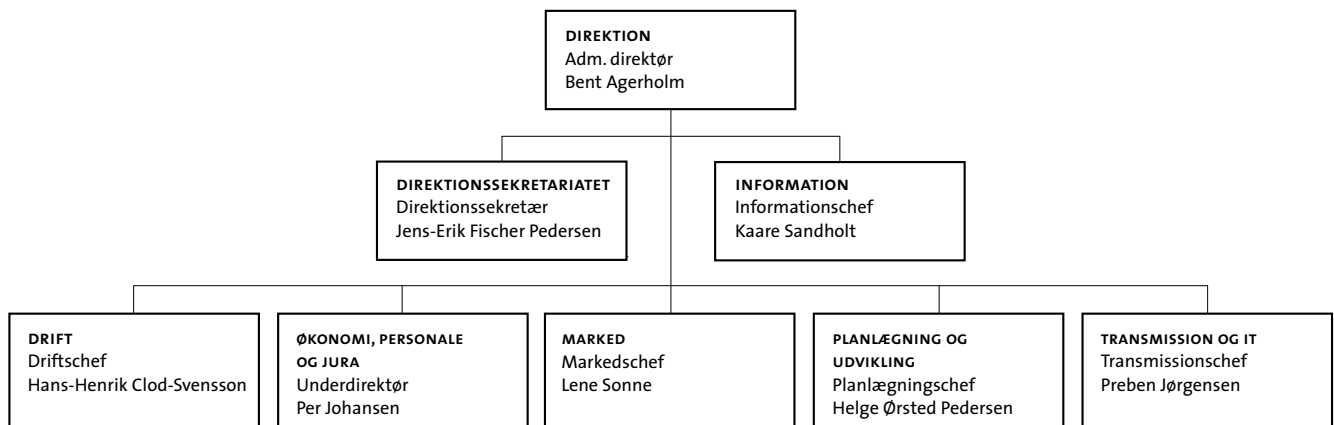 DIREKTION
Adm. direktør
Bent Agerholm
DIREKTIONSSEKRETARIATET
Direktionssekretær
Jens-Erik Fischer Pedersen
INFORMATION
Informationschef
Kaare Sandholt
DRIFT
Driftschef
Hans-Henrik Clod-Svensson
ØKONOMI, PERSONALE
OG JURA
Underdirektør
Per Johansen
MARKED
Markedschef
Lene Sonne
PLANLÆGNING OG
UDVIKLING
Planlægningschef
Helge Ørsted Pedersen
TRANSMISSION OG IT
Transmissionschef
Preben Jørgensen